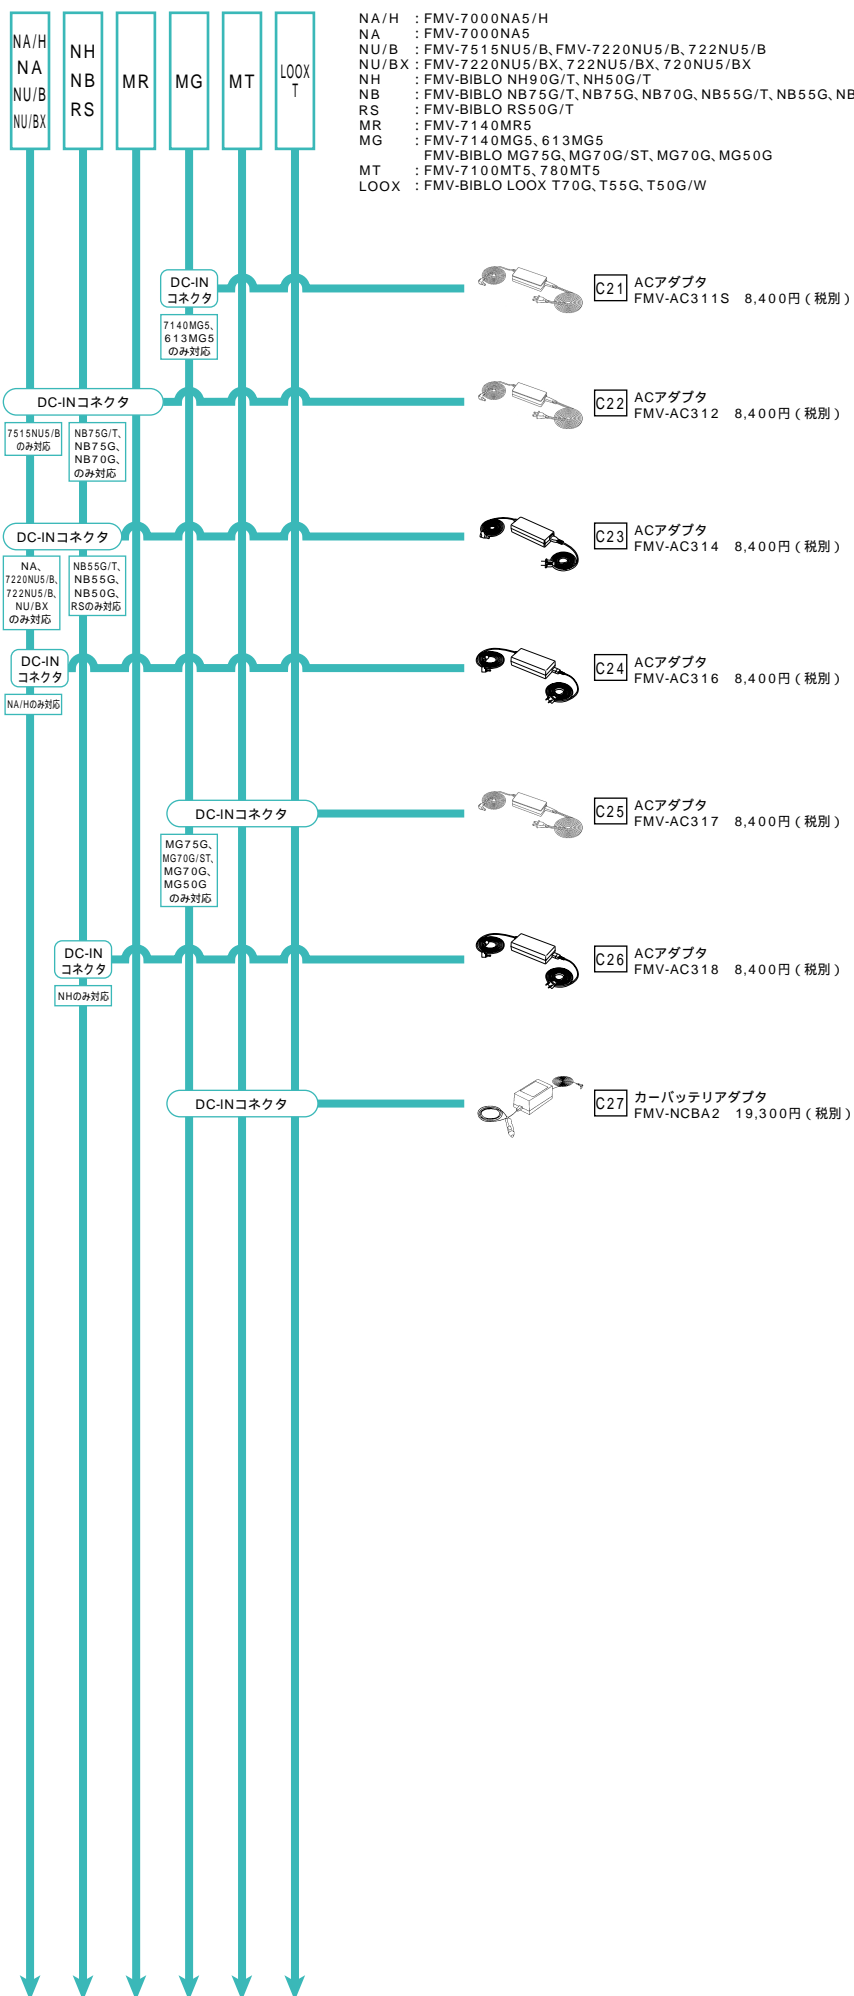 NA/H
NA
NU/B
NU/BX
NH
NB
RS
MR
MG
MT
LOOX
T
NA/H : FMV-7000NA5/H
NA : FMV-7000NA5
NU/B : FMV-7515NU5/B、FMV-7220NU5/B、722NU5/B
NU/BX : FMV-7220NU5/BX、722NU5/BX、720NU5/BX
NH : FMV-BIBLO NH90G/T、NH50G/T
NB : FMV-BIBLO NB75G/T、NB75G、NB70G、NB55G/T、NB55G、NB
RS : FMV-BIBLO RS50G/T
MR : FMV-7140MR5
MG : FMV-7140MG5、613MG5
FMV-BIBLO MG75G、MG70G/ST、MG70G、MG50G
MT : FMV-7100MT5、780MT5
LOOX : FMV-BIBLO LOOX T70G、T55G、T50G/W
DC-IN
コネクタ
7140MG5、
613MG5
のみ対応
C21 ACアダプタ
FMV-AC311S 8,400円（税別）
DC-INコネクタ
7515NU5/B
のみ対応
NB75G/T、
NB75G、
NB70G、
のみ対応
C22 ACアダプタ
FMV-AC312 8,400円（税別）
DC-INコネクタ
NA、
7220NU5/B、
722NU5/B、
NU/BX
のみ対応
NB55G/T、
NB55G、
NB50G、
RSのみ対応
C23 ACアダプタ
FMV-AC314 8,400円（税別）
DC-IN
コネクタ
NA/Hのみ対応
C24 ACアダプタ
FMV-AC316 8,400円（税別）
DC-INコネクタ
MG75G、
MG70G/ST、
MG70G、
MG50G
のみ対応
C25 ACアダプタ
FMV-AC317 8,400円（税別）
DC-IN
コネクタ
NHのみ対応
C26 ACアダプタ
FMV-AC318 8,400円（税別）
DC-INコネクタ
C27 カーバッテリアダプタ
FMV-NCBA2 19,300円（税別）